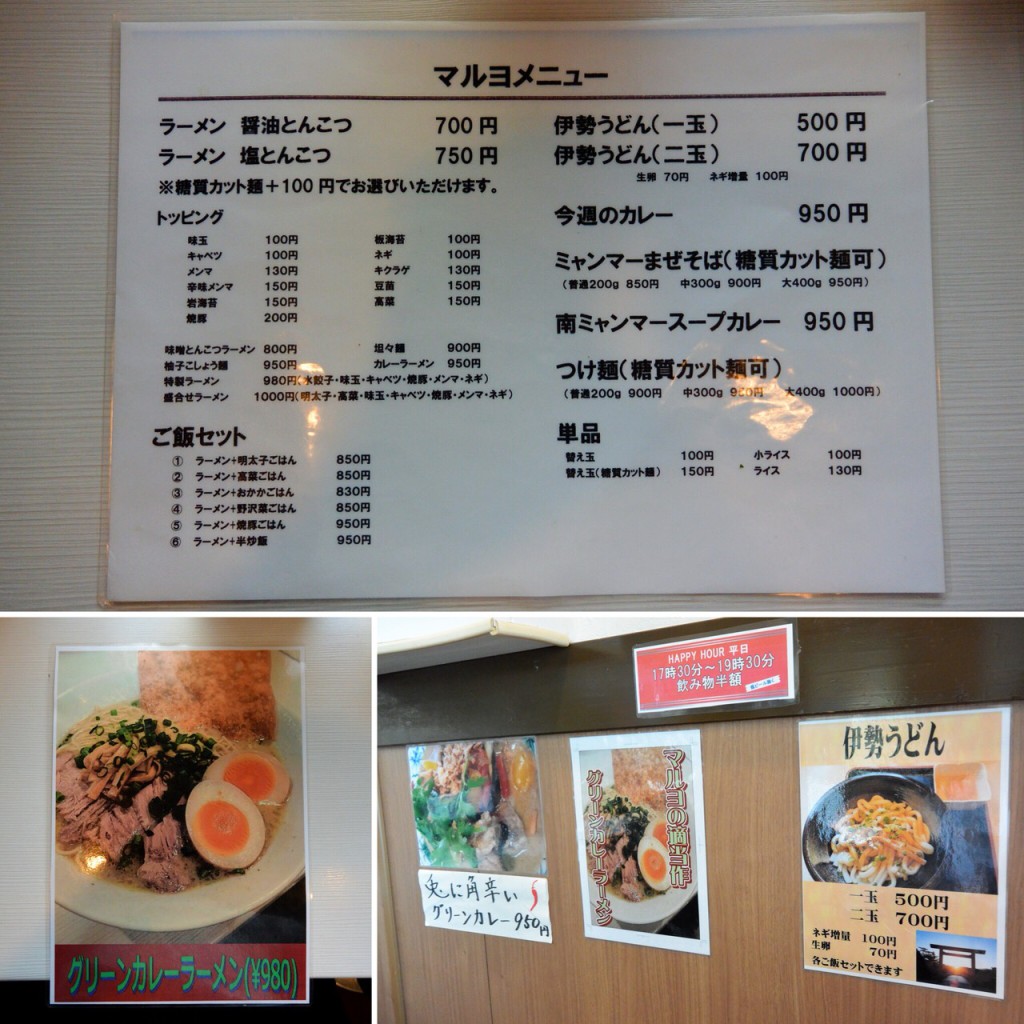 マルヨメニュー
ラーメン 醤油とんこつ 700円
ラーメン 塩とんこつ 750円
※糖質カット麺+100円でお選びいただけます。
トッピング
味玉 100円 板海苔 100円
キャベツ 100円 ネギ 100円
メンマ 130円 キクラゲ 130円
辛味メンマ 150円 豆苗 150円
岩海苔 150円 高菜 150円
焼豚 200円
味噌とんこつラーメン 800円 坦々麺 900円
柚子こしょう麺 950円 カレーラーメン 950円
特製ラーメン 980円(水餃子・味玉・キャベツ・焼豚・メンマ・ネギ)
盛合せラーメン 1000円(明太子・高菜・味玉・キャベツ・焼豚・メンマ・ネギ)
ご飯セット
① ラーメン+明太子ごはん 850円
② ラーメン+高菜ごはん 850円
③ ラーメン+おかかごはん 830円
④ ラーメン+野沢菜ごはん 850円
⑤ ラーメン+焼豚ごはん 950円
⑥ ラーメン+半炒飯 950円
伊勢うどん(一玉) 500円
伊勢うどん(二玉) 700円
生卵 70円 ネギ増量 100円
今週のカレー 950円
ミャンマーまぜそば(糖質カット麺可)
(普通200g 850円 中300g 900円 大400g 950円)
南ミャンマースープカレー 950円
つけ麺(糖質カット麺可)
(普通200g 900円 中300g 950円 大400g 1000円)
単品
替え玉 100円 小ライス 100円
替え玉(糖質カット麺) 150円 ライス 130円
グリーンカレーラーメン(¥980)
HAPPY HOUR 平日
17時30分～19時30分
飲み物半額
兎に角辛い
グリーンカレー950円
マルヨの適当作
グリーンカレーラーメン
伊勢うどん
一玉 500円
二玉 700円
ネギ増量 100円
生卵 70円
各ご飯セットできます